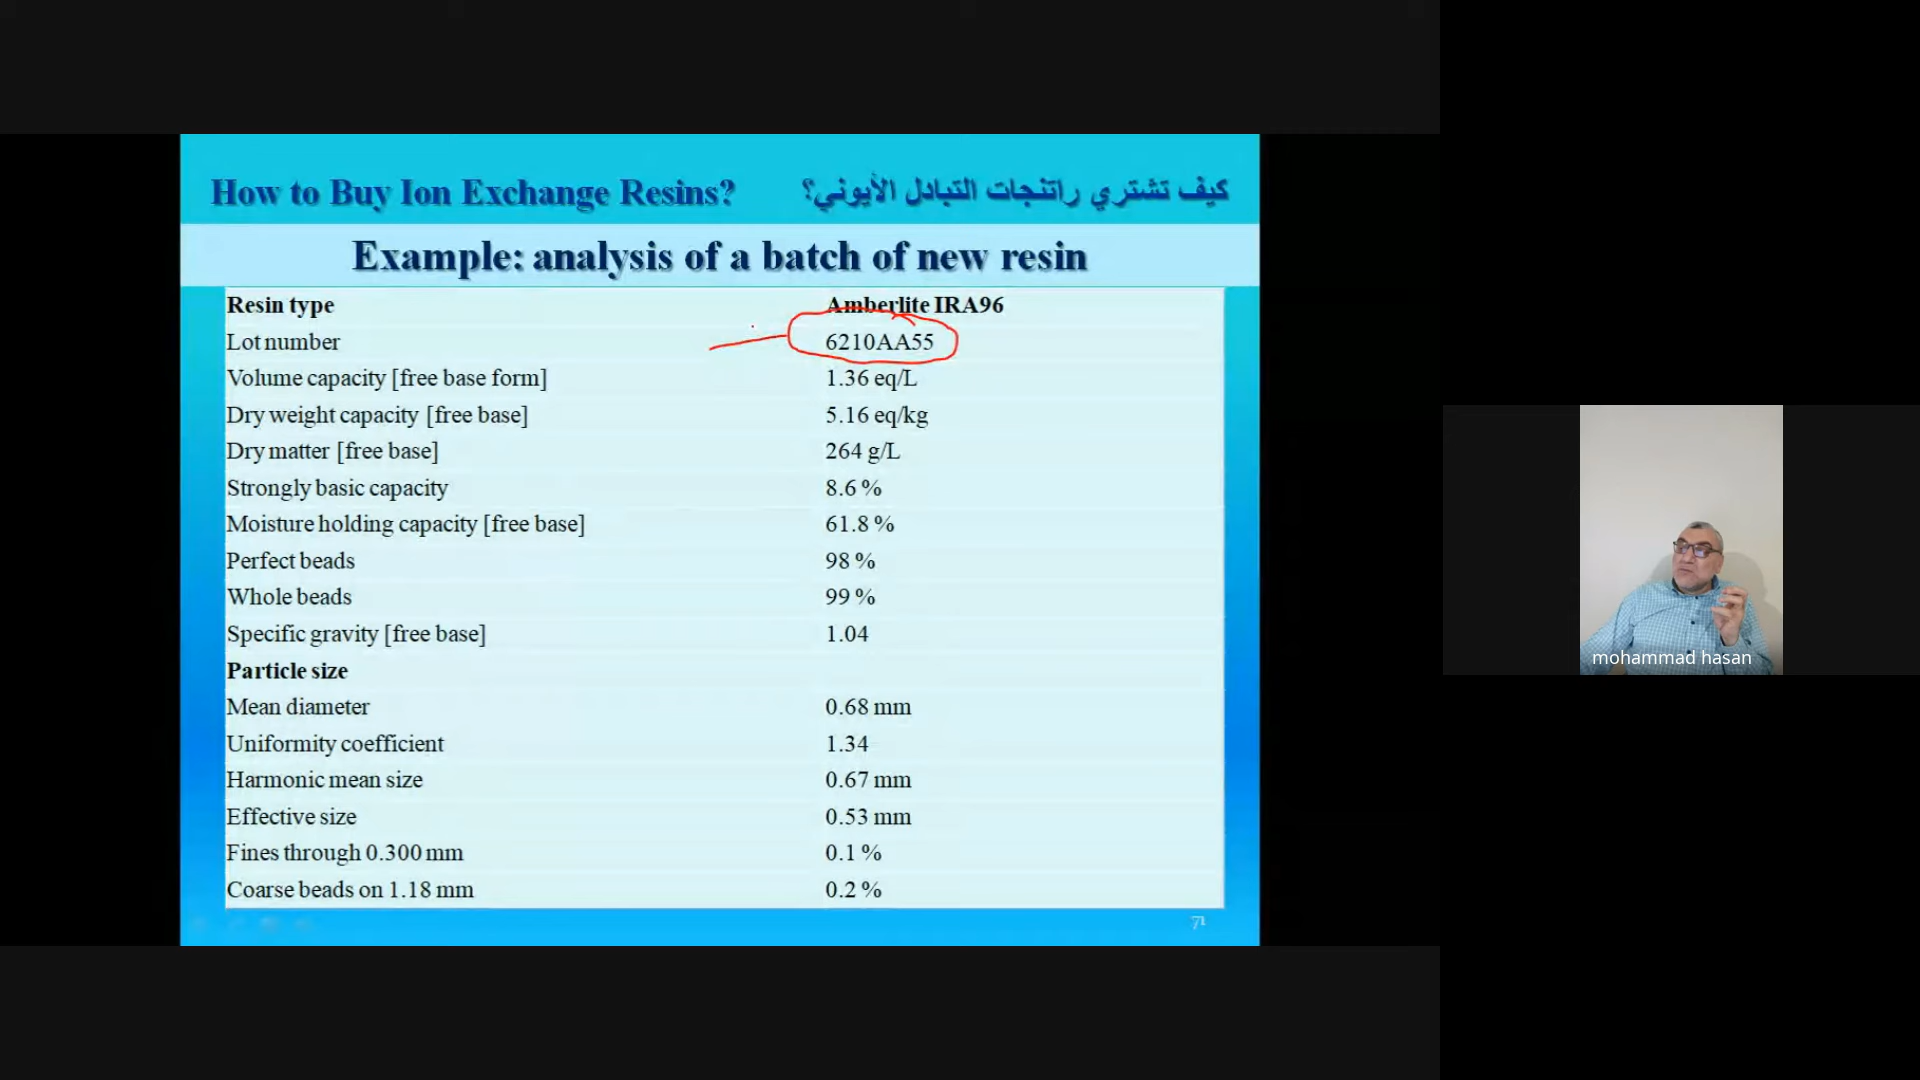 How to Buy Ion Exchange Resins? كيف تشتري راتنجات التبادل الأيوني؟
Example: analysis of a batch of new resin
Resin type Amberlite IRA96
Lot number 6210AA55
Volume capacity [free base form] 1.36 eq/L
Dry weight capacity [free base] 5.16 eq/kg
Dry matter [free base] 264 g/L
Strongly basic capacity 8.6 %
Moisture holding capacity [free base] 61.8 %
Perfect beads 98 %
Whole beads 99 %
Specific gravity [free base] 1.04
Particle size
Mean diameter 0.68 mm
Uniformity coefficient 1.34
Harmonic mean size 0.67 mm
Effective size 0.53 mm
Fines through 0.300 mm 0.1 %
Coarse beads on 1.18 mm 0.2 %
71
mohammad hasan